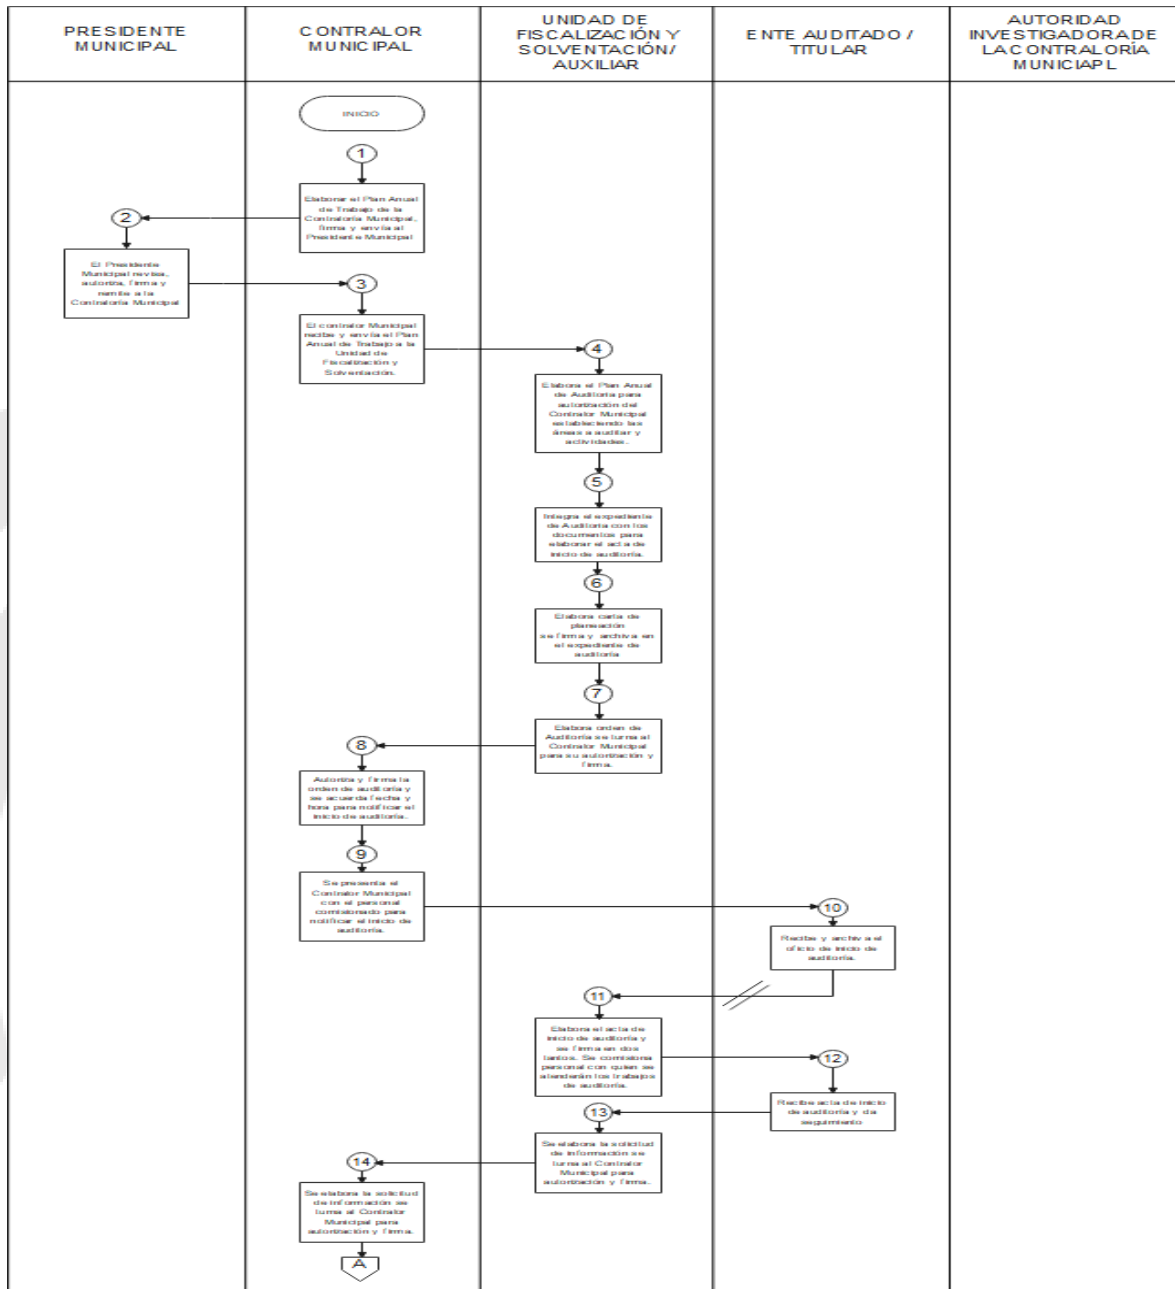 PRESIDENTE
MUNICIPAL
CONTRALOR
MUNICIPAL
UNIDAD DE
FISCALIZACIÓN Y
SOLVENTACIÓN/
AUXILIAR
ENTE AUDITADO /
TITULAR
AUTORIDAD
INVESTIGADORA DE
LA CONTRALORÍA
MUNICIAPL
INICIO
1
Elaborar el Plan Anual
de Trabajo de la
Contraloría Municipal,
firma y envía al
Presidente Municipal
2
El Presidente
Municipal revisa,
autoriza, firma y
remite a la
Contraloría Municipal
3
El contralor Municipal
recibe y envía el Plan
Anual de Trabajo a la
Unidad de
Fiscalización y
Solventación.
4
Elabora el Plan Anual
de Auditoría para
autorización del
Contralor Municipal
estableciendo las
áreas a auditar y
actividades.
5
Integra el expediente
de Auditoría con los
documentos para
elaborar el acta de
inicio de auditoría.
6
Elabora carta de
planeación
se firma y archiva en
el expediente de
auditoría
7
Elabora orden de
Auditoría se turna al
Contralor Municipal
para su autorización y
firma.
8
Autoriza y firma la
orden de auditoría y
se acuerda fecha y
hora para notificar el
inicio de auditoría.
9
Se presenta el
Contralor Municipal
con el personal
comisionado para
notificar el inicio de
auditoría.
10
Recibe y archiva el
oficio de inicio de
auditoría.
11
Elabora el acta de
inicio de auditoría y
se firma en dos
tantos. Se comisiona
personal con quien se
atenderán los trabajos
de auditoría.
12
Recibe acta de inicio
de auditoría y da
seguimiento
13
Se elabora la solicitud
de información se
turna al Contralor
Municipal para
autorización y firma.
14
Se elabora la solicitud
de información se
turna al Contralor
Municipal para
autorización y firma.
A